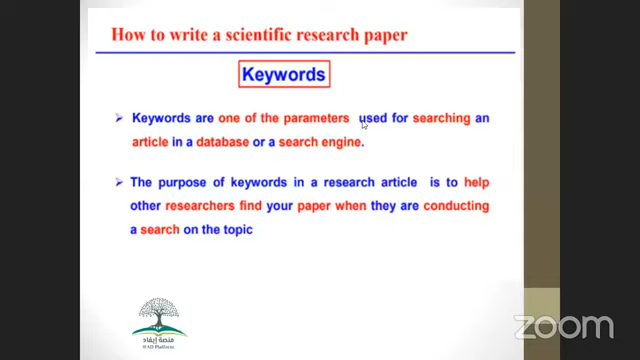 How to write a scientific research paper
Keywords
Keywords are one of the parameters used for searching an
article in a database or a search engine.
The purpose of keywords in a research article is to help
other researchers find your paper when they are conducting
a search on the topic
منصة إيفاد
IFAD Platform
zoom